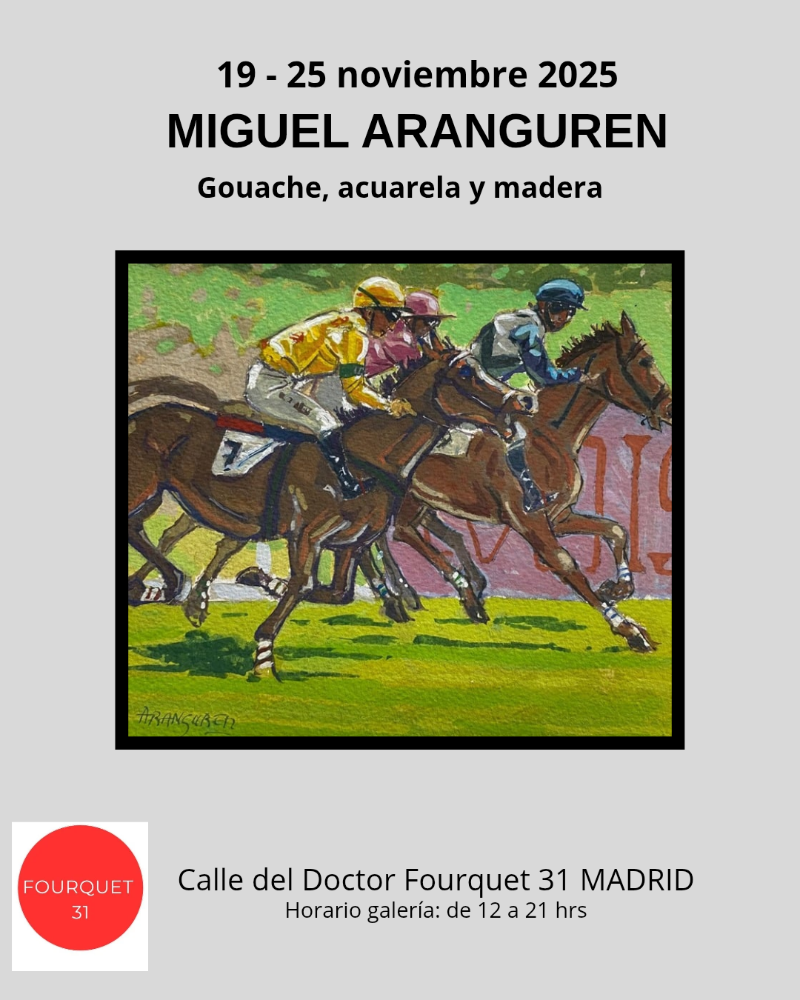 19 - 25 noviembre 2025
MIGUEL ARANGUREN
Gouache, acuarela y madera
7
ARANGUREN
FOURQUET
31
Calle del Doctor Fourquet 31 MADRID
Horario galería: de 12 a 21 hrs